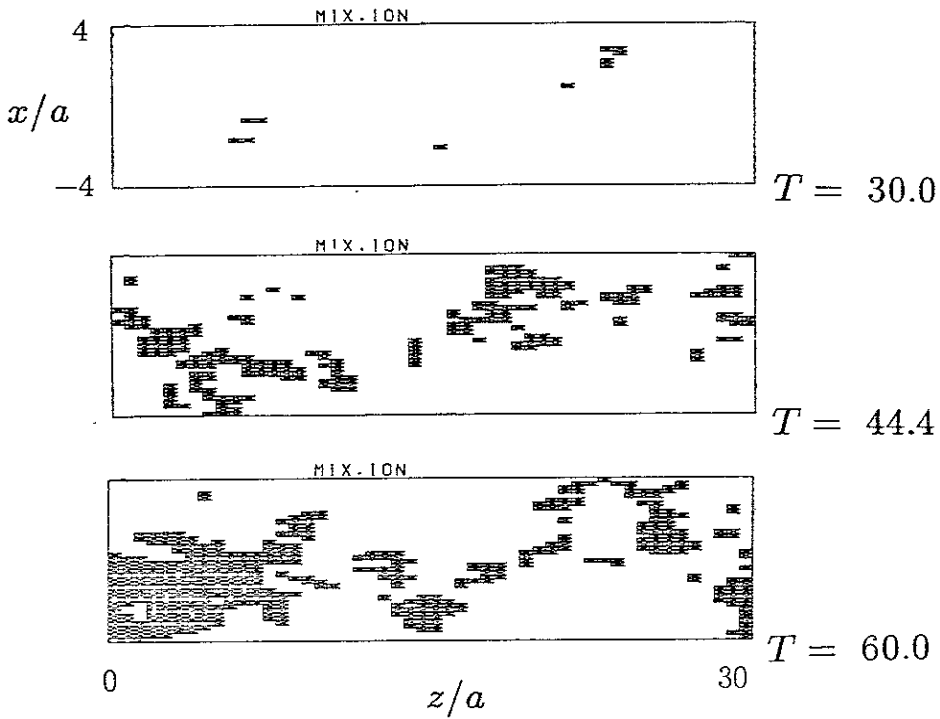 MIX.ION
4
x/a
−4
T = 30.0
MIX.ION
T = 44.4
MIX.ION
T = 60.0
0
30
z/a